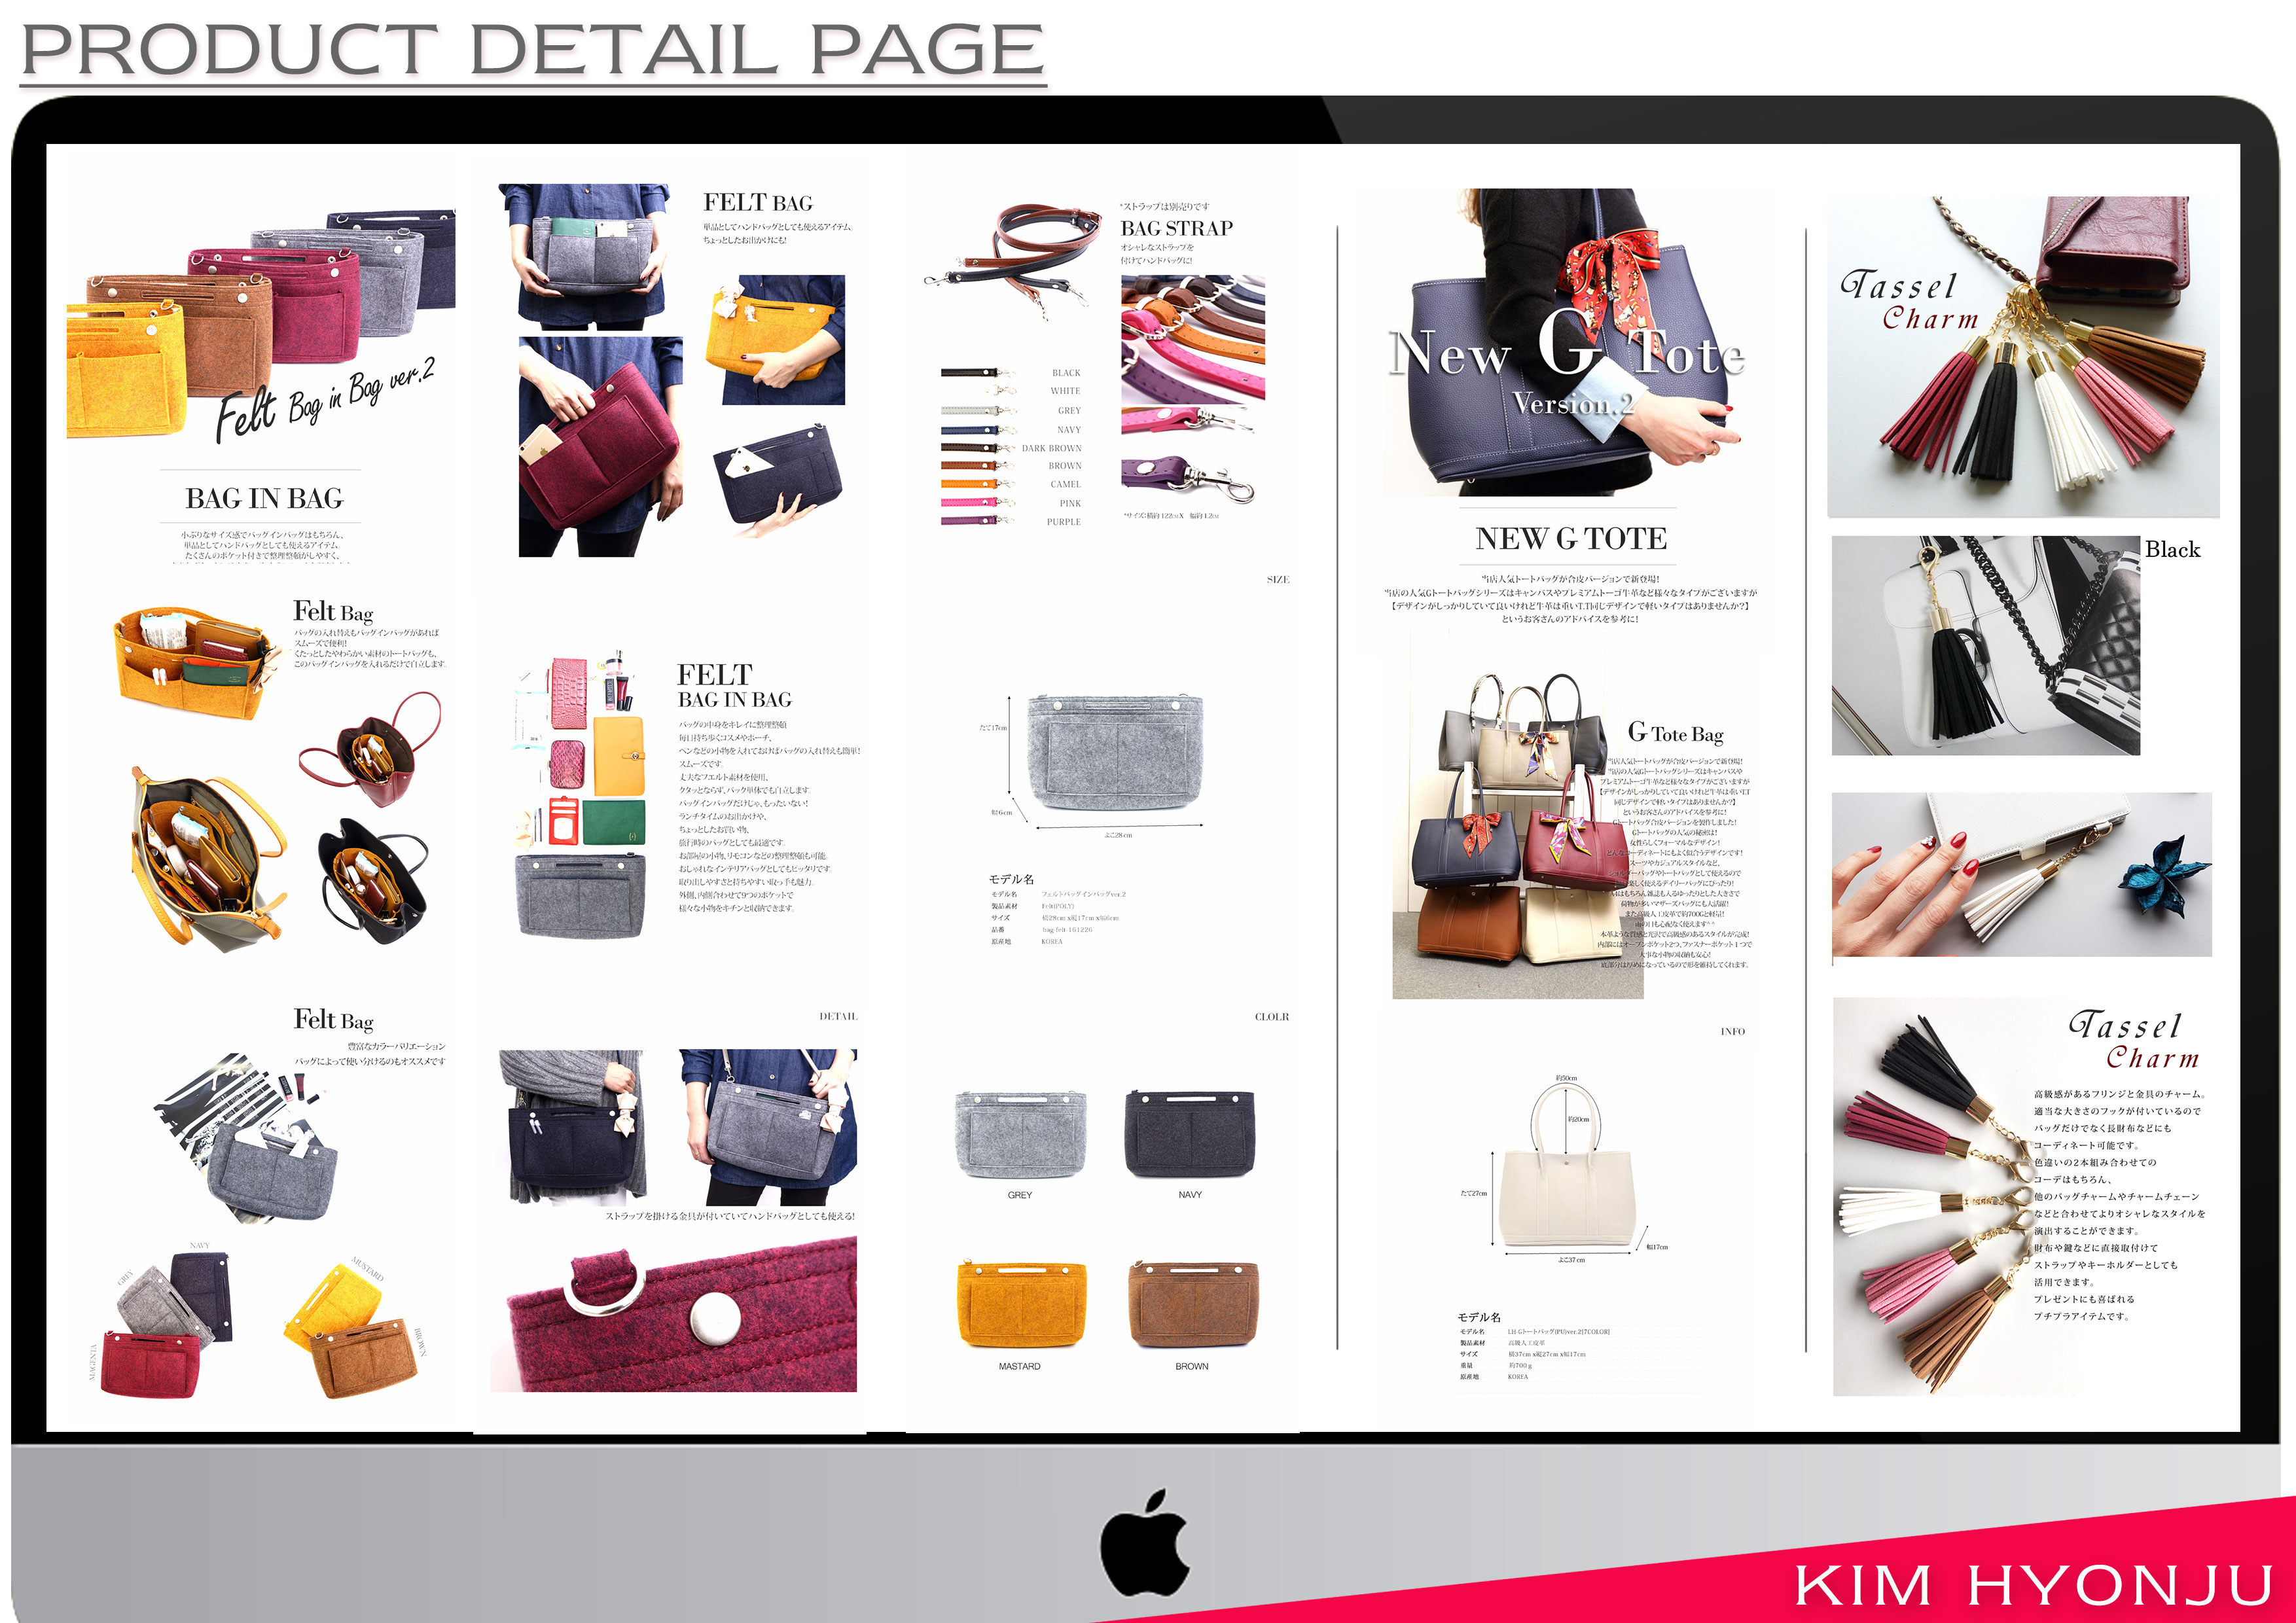 PRODUCT DETAIL PAGE
Felt Bag in Bag ver.2
BAG IN BAG
小ぶりなサイズ感でバッグインバッグはもちろん、
単品としてハンドバッグとしても使えるアイテム。
たくさんのポケット付きで整理整頓がしやすく、
Felt Bag
バッグの入れ替えもバッグインバッグがあれば
スムーズで便利!
くたっとしたやわらかい素材のトートバッグも、
このバッグインバッグを入れるだけで自立します。
Felt Bag
豊富なカラーバリエーション
バッグによって使い分けるのもオススメです
NAVY
GREY
MAGENTA
MUSTARD
BROWN
FELT BAG
単品としてハンドバッグとしても使えるアイテム。
ちょっとしたお出かけにも!
FELT
BAG IN BAG
バッグの中身をキレイに整理整頓
毎日持ち歩くコスメやポーチ、
ペンなどの小物を入れておけばバッグの入れ替えも簡単!
スムーズです。
丈夫なフエルト素材を使用、
クタッとならず、バック単体でも自立します。
バッグインバッグだけじゃ、もったいない!
ランチタイムのお出かけや、
ちょっとしたお買い物、
旅行時のバッグとしても最適です。
お部屋の小物、リモコンなどの整理整頓も可能。
おしゃれなインテリアバッグとしてもピッタリです。
取り出しやすさと持ちやすい取っ手も魅力。
外側、内側合わせて9つのポケットで
様々な小物をキチンと収納できます。
DETAIL
ストラップを掛ける金具が付いていてハンドバッグとしても使える!
*ストラップは別売りです
BAG STRAP
オシャレなストラップを
付けてハンドバッグに!
BLACK
WHITE
GREY
NAVY
DARK BROWN
BROWN
CAMEL
PINK
PURPLE
*サイズ:横約 122cm X 幅約 1.2cm
SIZE
たて17cm
幅6cm
よこ28cm
モデル名
モデル名 フェルトバッグインバッグver.2
製品素材 Felt(POLY)
サイズ 横28cm x縦17cm x幅6cm
品番 bag-felt-161226
原産地 KOREA
CLOLR
GREY
NAVY
MASTARD
BROWN
New G Tote
Version.2
NEW G TOTE
当店人気トートバッグが合皮バージョンで新登場!
当店の人気Gトートバッグシリーズはキャンバスやプレミアムトーゴ牛革など様々なタイプがございますが
【デザインがしっかりしていて良いけれど牛革は重いT.T同じデザインで軽いタイプはありませんか?】
というお客さんのアドバイスを参考に!
G Tote Bag
当店人気トートバッグが合皮バージョンで新登場!
当店の人気Gトートバッグシリーズはキャンバスや
プレミアムトーゴ牛革など様々なタイプがございますが
【デザインがしっかりしていて良いけれど牛革は重いT.T
同じデザインで軽いタイプはありませんか?】
というお客さんのアドバイスを参考に!
Gトートバッグ合皮バージョンを製作しました!
Gトートバッグの人気の秘密は!
女性らしくフォーマルなデザイン!
どんなコーディネートにもよく似合うデザインです!
スーツやカジュアルスタイルなど、
ショルダーバッグやトートバッグとして使えるので
楽しく使えるデイリーバッグにぴったり!
A4はもちろん雑誌も入るゆったりとした大きさで
荷物が多いマザーズバッグにも大活躍!
また高級人工皮革で約700Gと軽量!
雨の日も心配なく使えます^^
本革ような質感と光沢で高級感のあるスタイルが完成!
内部にはオープンポケット2つ、ファスナーポケット1つで
大事な小物の収納も安心!
底部分は厚めになっているので形を維持してくれます。
INFO
約50cm
約20cm
たて27cm
幅17cm
よこ37cm
モデル名
モデル名 LH-Gトートバッグ(PU)ver.2[7COLOR]
製品素材 高級人工皮革
サイズ 横37cm x縦27cm x幅17cm
重量 約700g
原産地 KOREA
Tassel
Charm
Black
Tassel
Charm
高級感があるフリンジと金具のチャーム。
適当な大きさのフックが付いているので
バッグだけでなく長財布などにも
コーディネート可能です。
色違いの2本組み合わせての
コーデはもちろん、
他のバッグチャームやチャームチェーン
などと合わせてよりオシャレなスタイルを
演出することができます。
財布や鍵などに直接取付けて
ストラップやキーホルダーとしても
活用できます。
プレゼントにも喜ばれる
プチプラアイテムです。
KIM HYONJU